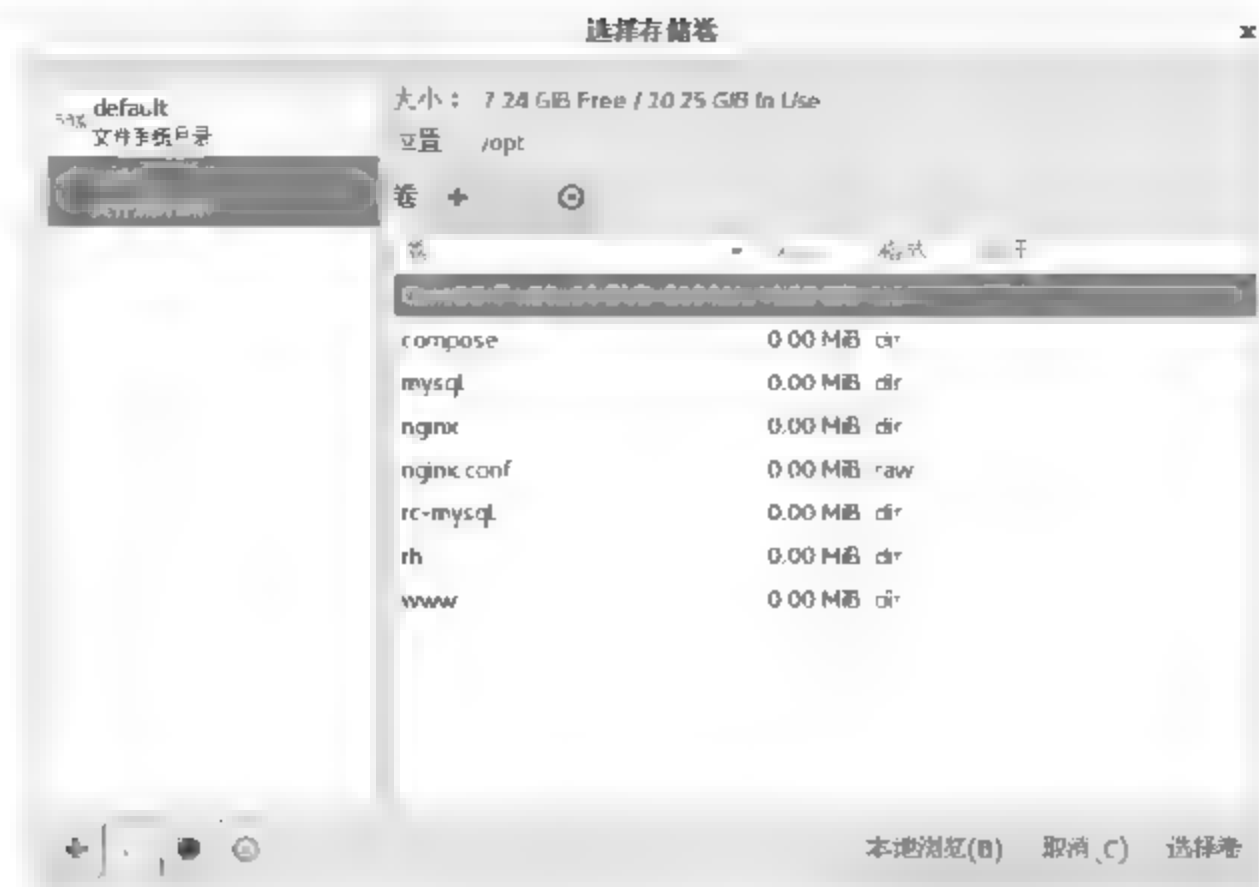 选择存储卷
default
文件系统目录
大小： 7.24 GiB Free / 10.25 GiB In Use
位置 /opt
卷
卷 格式
compose 0.00 MiB dir
mysql 0.00 MiB dir
nginx 0.00 MiB dir
nginx.conf 0.00 MiB raw
rc-mysql 0.00 MiB dir
rh 0.00 MiB dir
www 0.00 MiB dir
本地浏览(B) 取消(C) 选择卷